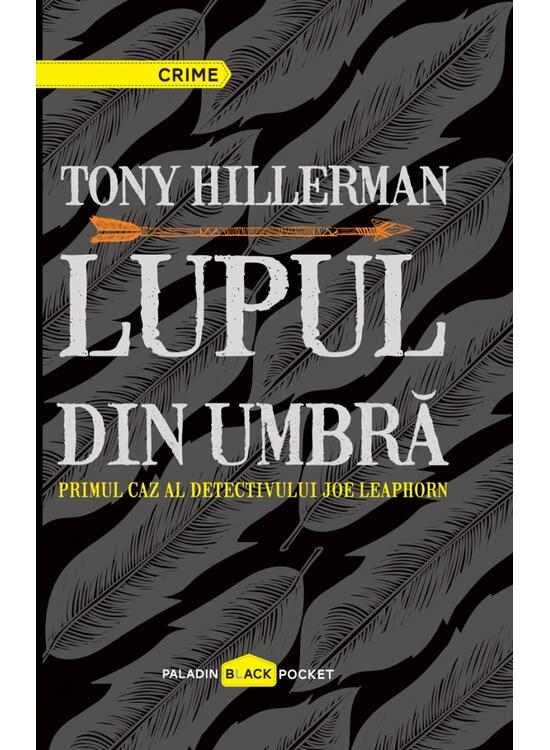 CRIME
TONY HILLERMAN
LUPUL
DIN UMBRĂ
PRIMUL CAZ AL DETECTIVULUI JOE LEAPHORN
PALADIN BLACK POCKET